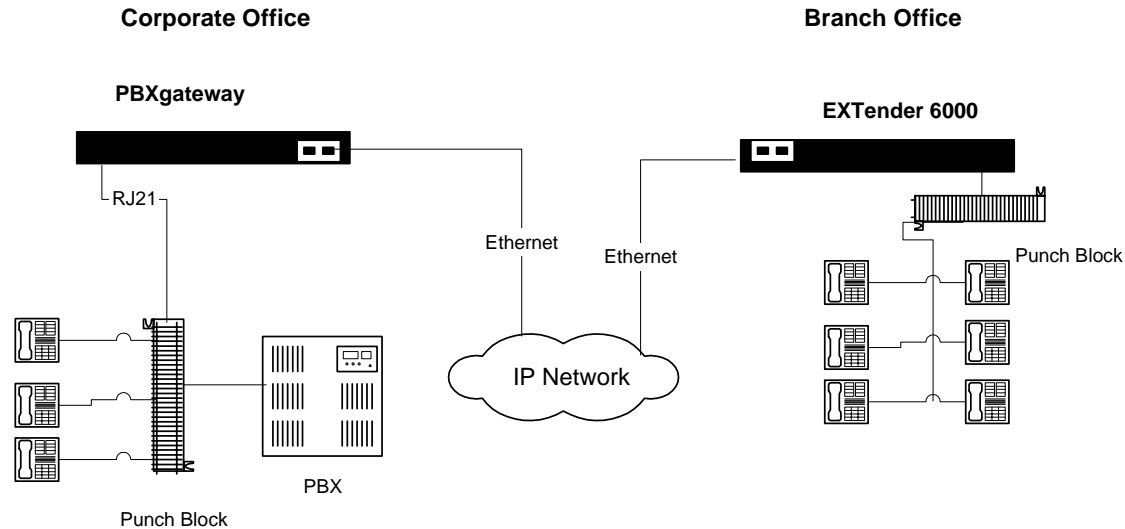 Corporate Office
Branch Office
PBXgateway
EXTender 6000
RJ21
Ethernet
Ethernet
Punch Block
IP Network
PBX
Punch Block